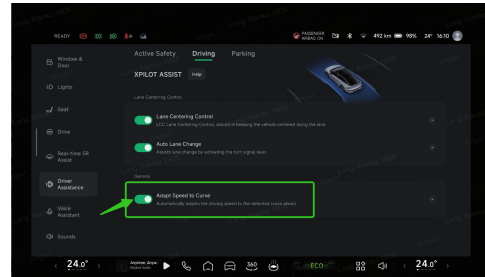 READY
PASSENGER
AIRBAG ON
492 km
98%
24°
16:10
Window &
Door
Lights
Seat
Drive
Real-time SR
Assist
Driver
Assistance
Voice
Assistant
Sounds
Active Safety
Driving
Parking
XPILOT ASSIST
Help
Lane Centering Control
Lane Centering Control
LCC Lane Centering Control: assists in keeping the vehicle centered along the lane
Auto Lane Change
Assists lane change by activating the turn signal lever
General
Adapt Speed to Curve
Automatically adapts the driving speed to the detected curve ahead
24.0°
Anytime, Anyw
360
ECO
24.0°